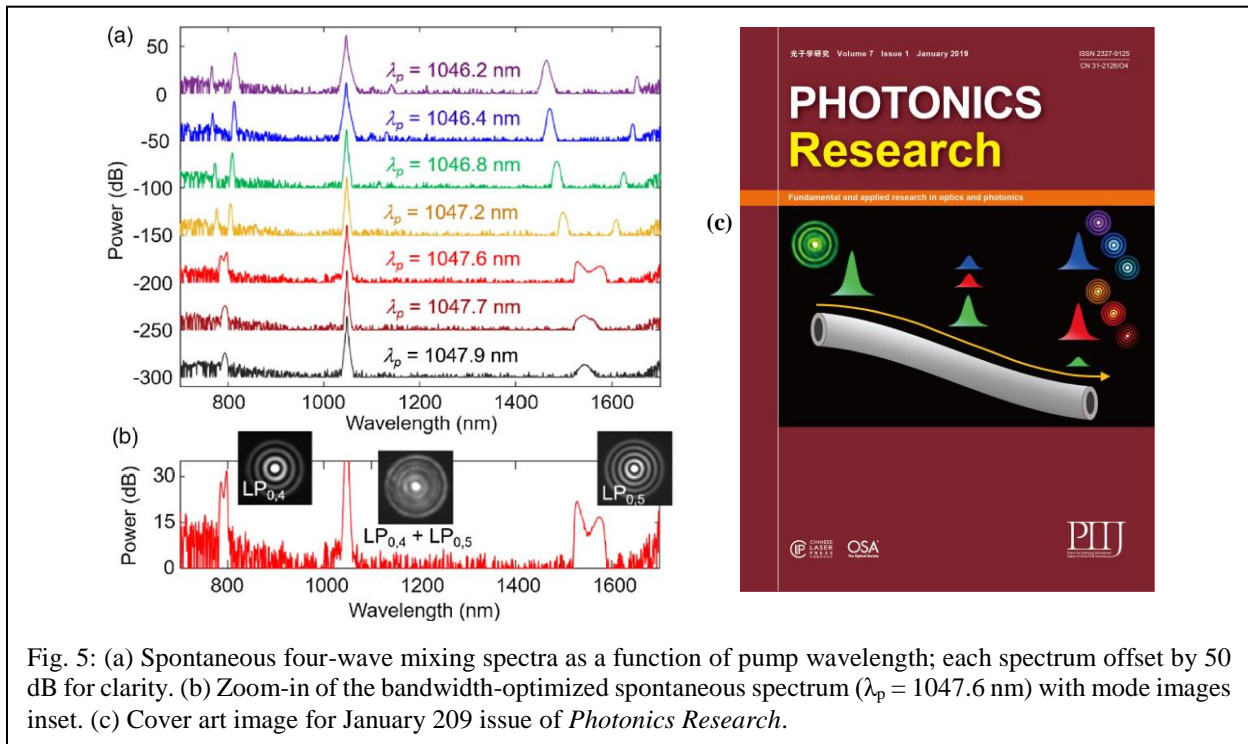 (a)
50
0
-50
-100
-150
-200
-250
-300
Power (dB)
λp = 1046.2 nm
λp = 1046.4 nm
λp = 1046.8 nm
λp = 1047.2 nm
λp = 1047.6 nm
λp = 1047.7 nm
λp = 1047.9 nm
800 1000 1200 1400 1600
Wavelength (nm)
(b)
30
15
0
Power (dB)
LP0,4
LP0,4 + LP0,5
LP0,5
800 1000 1200 1400 1600
Wavelength (nm)
(c)
光子学研究 Volume 7 Issue 1 January 2019
ISSN 2327-9125
CN 31-2126/O4
PHOTONICS
Research
Fundamental and applied research in optics and photonics
CHINESE
LASER
PRESS
OSA
The Optical Society
Fig. 5: (a) Spontaneous four-wave mixing spectra as a function of pump wavelength; each spectrum offset by 50
dB for clarity. (b) Zoom-in of the bandwidth-optimized spontaneous spectrum (λp = 1047.6 nm) with mode images
inset. (c) Cover art image for January 209 issue of Photonics Research.